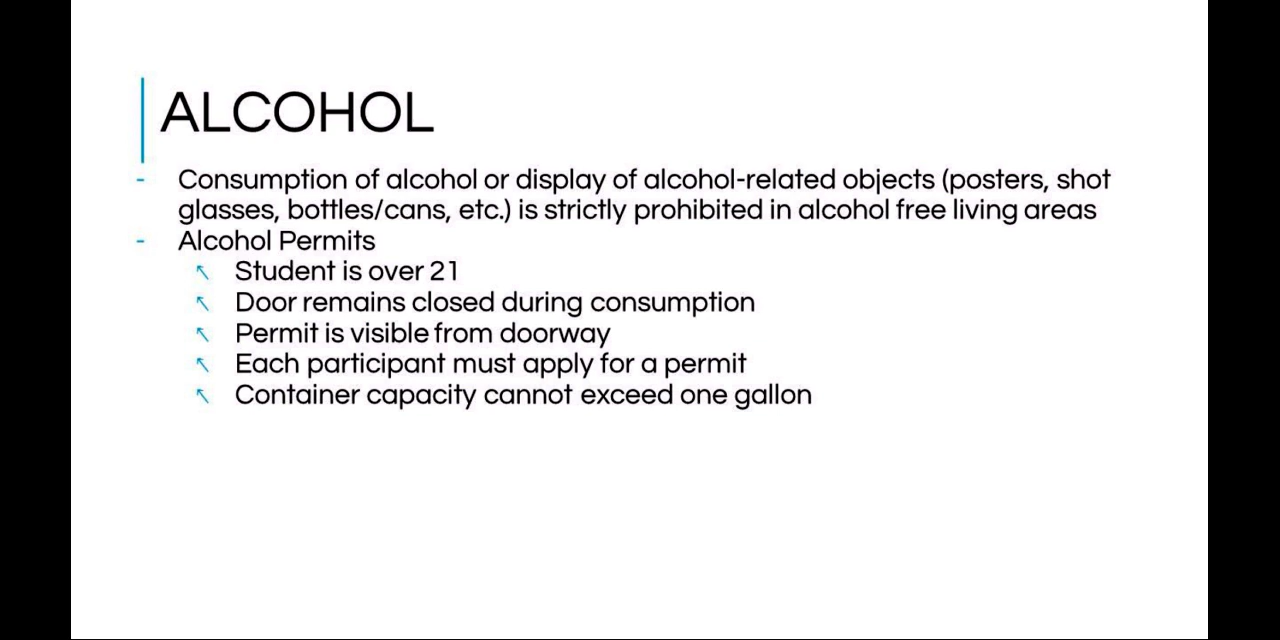 ALCOHOL
- Consumption of alcohol or display of alcohol-related objects (posters, shot
glasses, bottles/cans, etc.) is strictly prohibited in alcohol free living areas
- Alcohol Permits
↖ Student is over 21
↖ Door remains closed during consumption
↖ Permit is visible from doorway
↖ Each participant must apply for a permit
↖ Container capacity cannot exceed one gallon